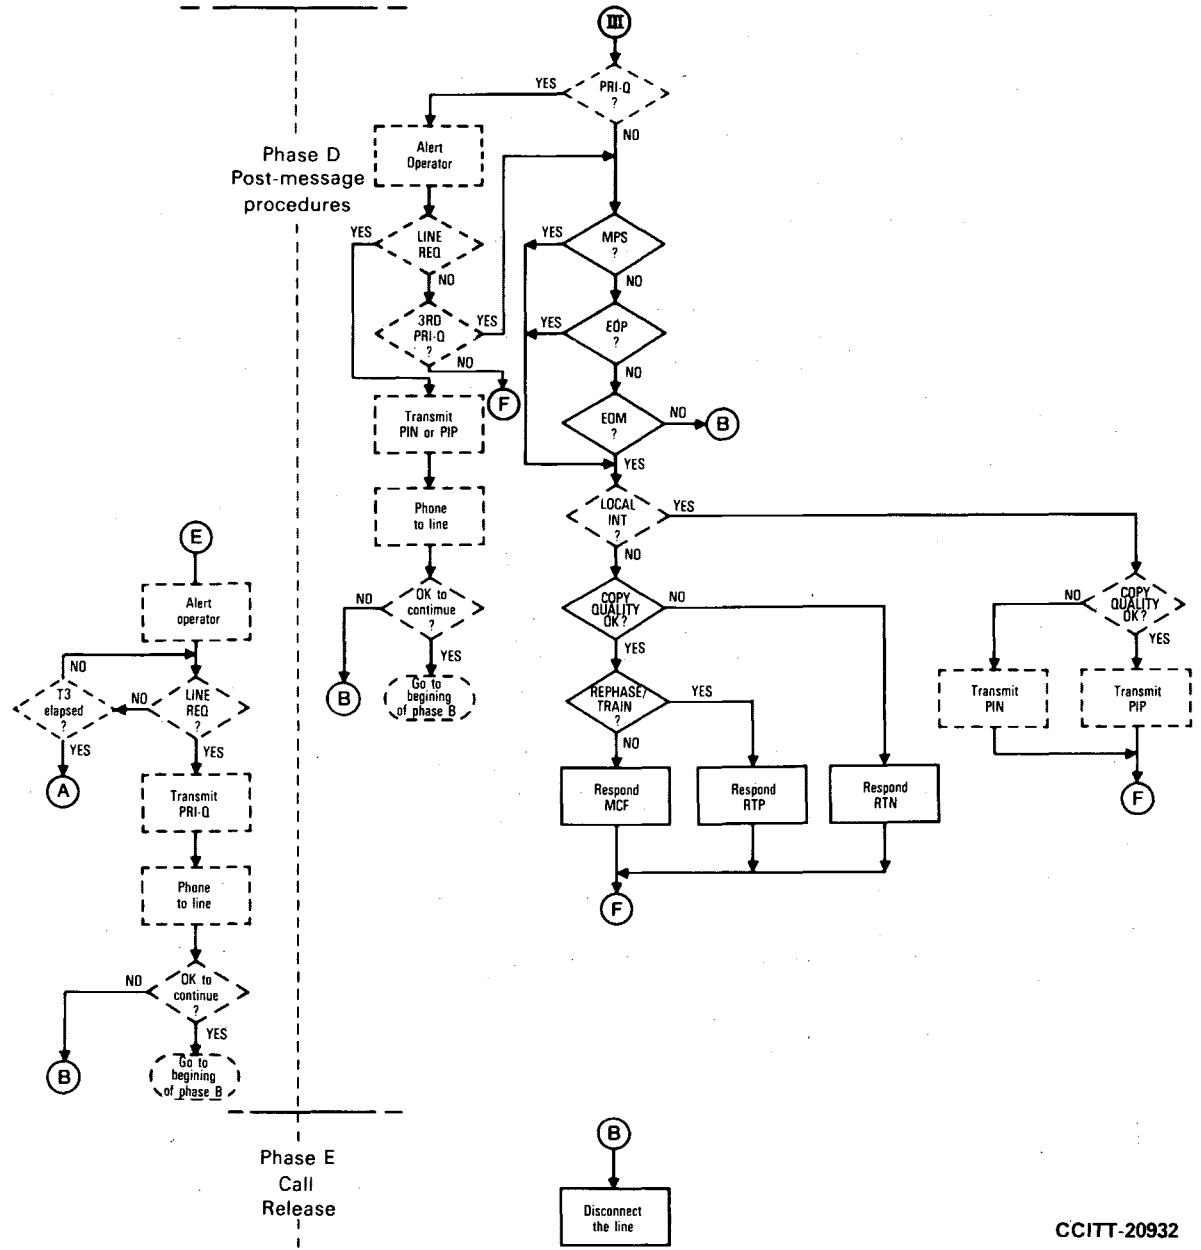 III
PRI-Q
?
YES
NO
Phase D
Post-message
procedures
Alert
Operator
LINE
REQ
YES
NO
3RD
PRI-Q
?
YES
NO
F
Transmit
PIN or PIP
Phone
to line
OK to
continue
?
NO
YES
B
Go to
begining
of phase B
MPS
?
YES
NO
EOP
?
YES
NO
EOM
?
NO
B
YES
LOCAL
INT
?
YES
NO
COPY
QUALITY
OK?
NO
YES
REPHASE/
TRAIN
?
YES
NO
Respond
MCF
Respond
RTP
Respond
RTN
F
COPY
QUALITY
OK?
NO
YES
Transmit
PIN
Transmit
PIP
F
E
Alert
operator
NO
T3
elapsed
?
NO
LINE
REQ
?
YES
YES
A
Transmit
PRI-Q
Phone
to line
OK to
continue
?
NO
YES
B
Go to
begining
of phase B
Phase E
Call
Release
B
Disconnect
the line
CCITT-20932